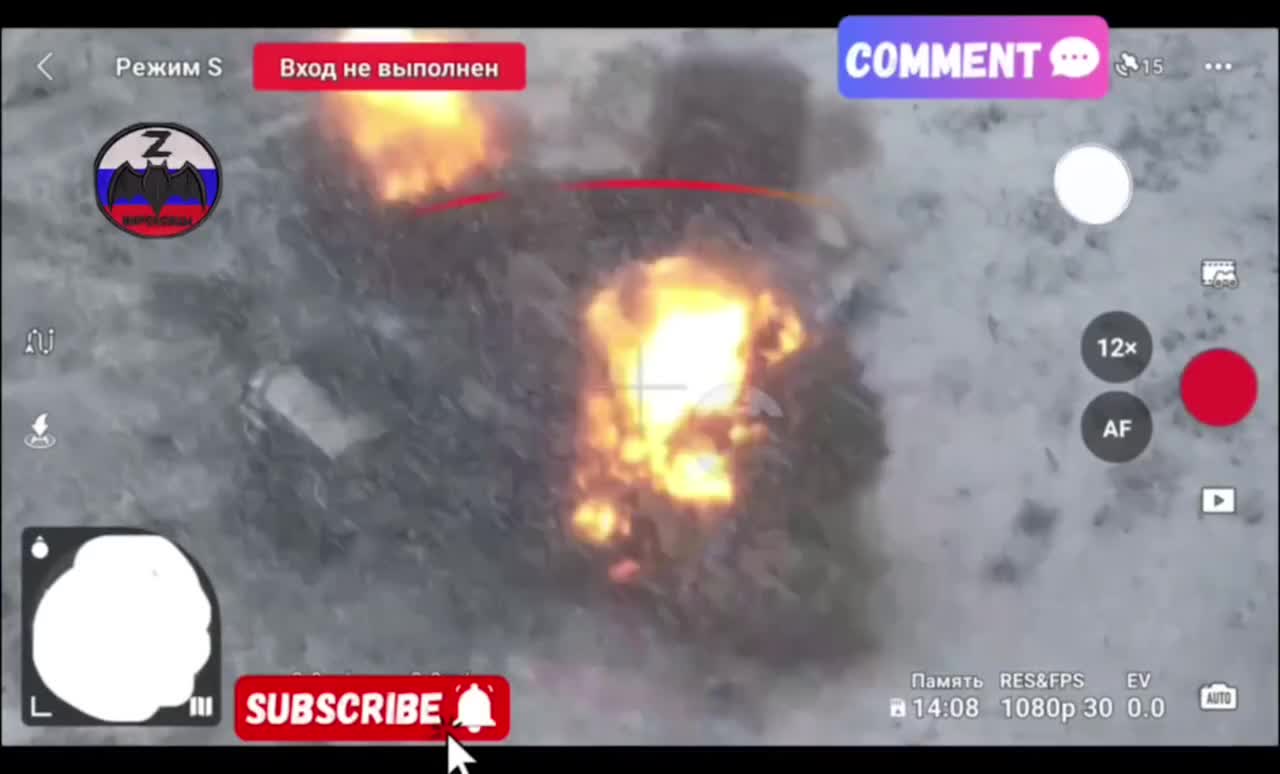 Режим S
Вход не выполнен
COMMENT
15
Z
12×
AF
SUBSCRIBE
Память RES&FPS EV
14:08 1080p 30 0.0
AUTO